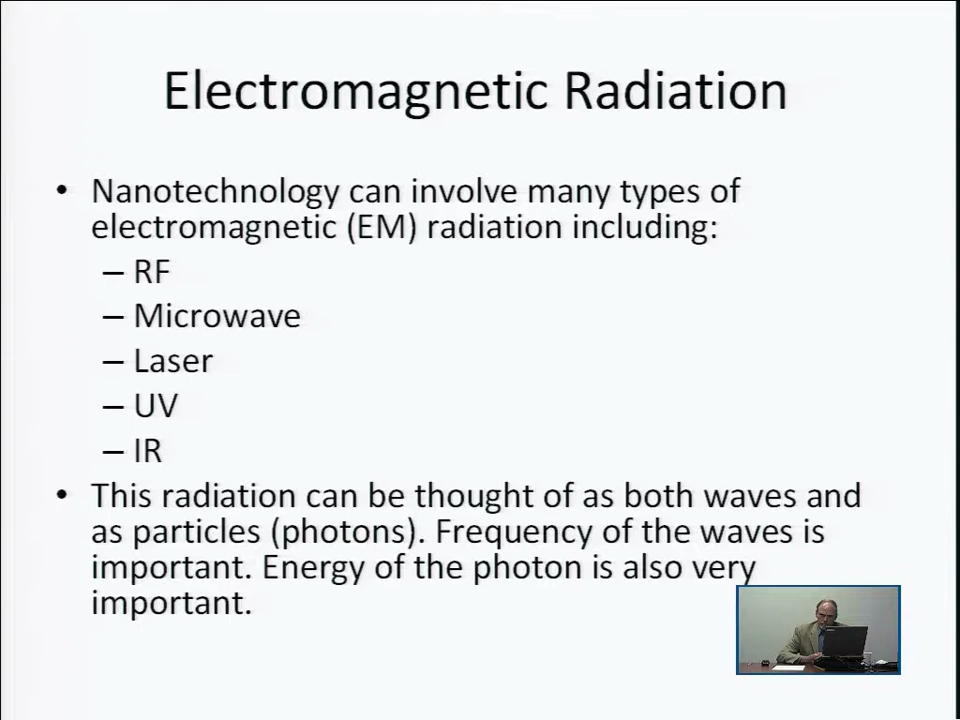 Electromagnetic Radiation
• Nanotechnology can involve many types of
electromagnetic (EM) radiation including:
– RF
– Microwave
– Laser
– UV
– IR
• This radiation can be thought of as both waves and
as particles (photons). Frequency of the waves is
important. Energy of the photon is also very
important.